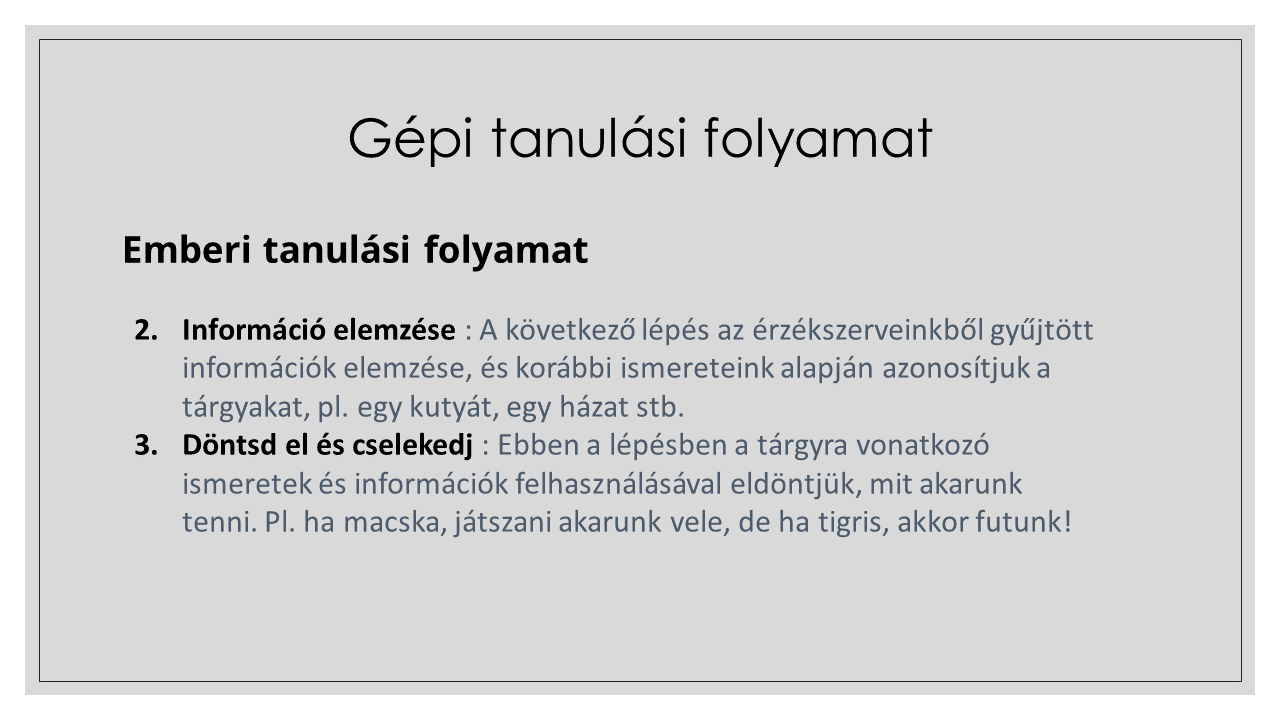 Gépi tanulási folyamat
Emberi tanulási folyamat
2. Információ elemzése : A következő lépés az érzékszerveinkből gyűjtött
információk elemzése, és korábbi ismereteink alapján azonosítjuk a
tárgyakat, pl. egy kutyát, egy házat stb.
3. Döntsd el és cselekedj : Ebben a lépésben a tárgyra vonatkozó
ismeretek és információk felhasználásával eldöntjük, mit akarunk
tenni. Pl. ha macska, játszani akarunk vele, de ha tigris, akkor futunk!